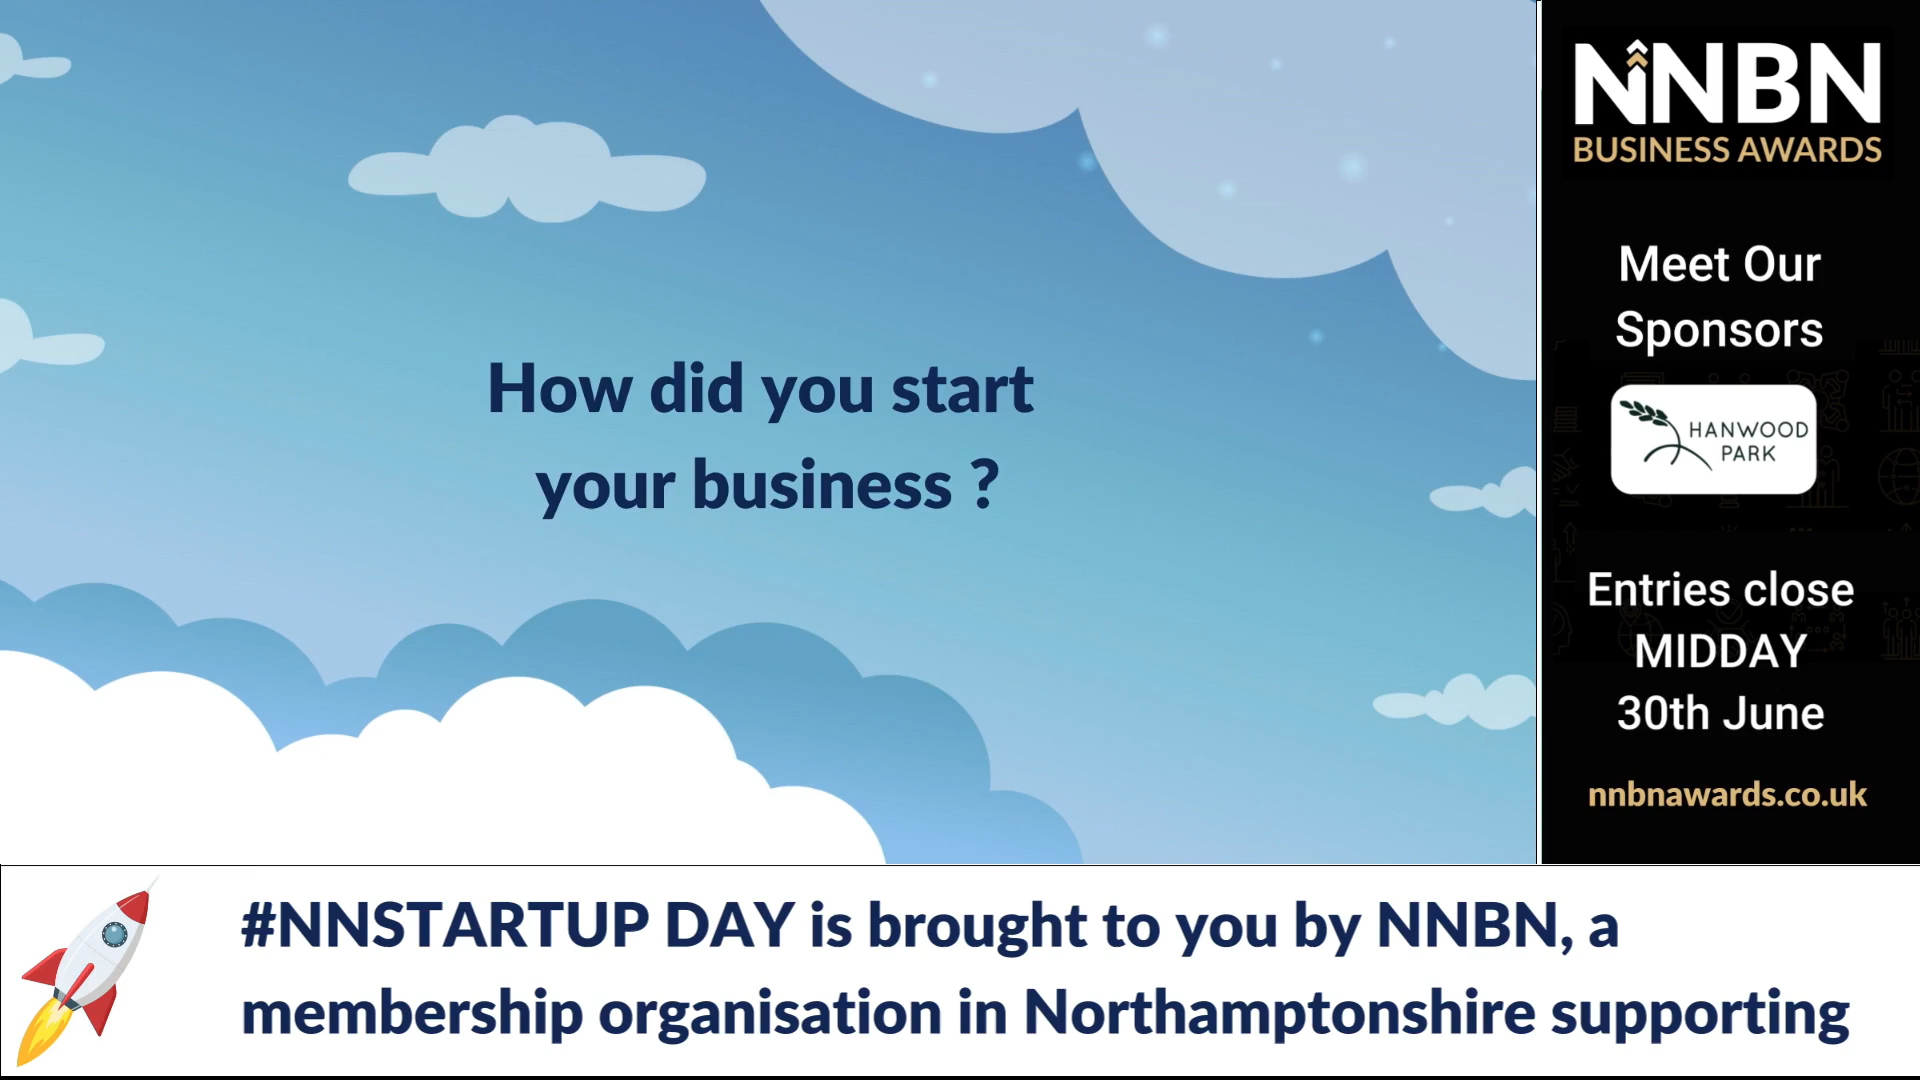 How did you start
your business ?
NNBN
BUSINESS AWARDS
Meet Our
Sponsors
HANWOOD
PARK
Entries close
MIDDAY
30th June
nnbnawards.co.uk
#NNSTARTUP DAY is brought to you by NNBN, a
membership organisation in Northamptonshire supporting